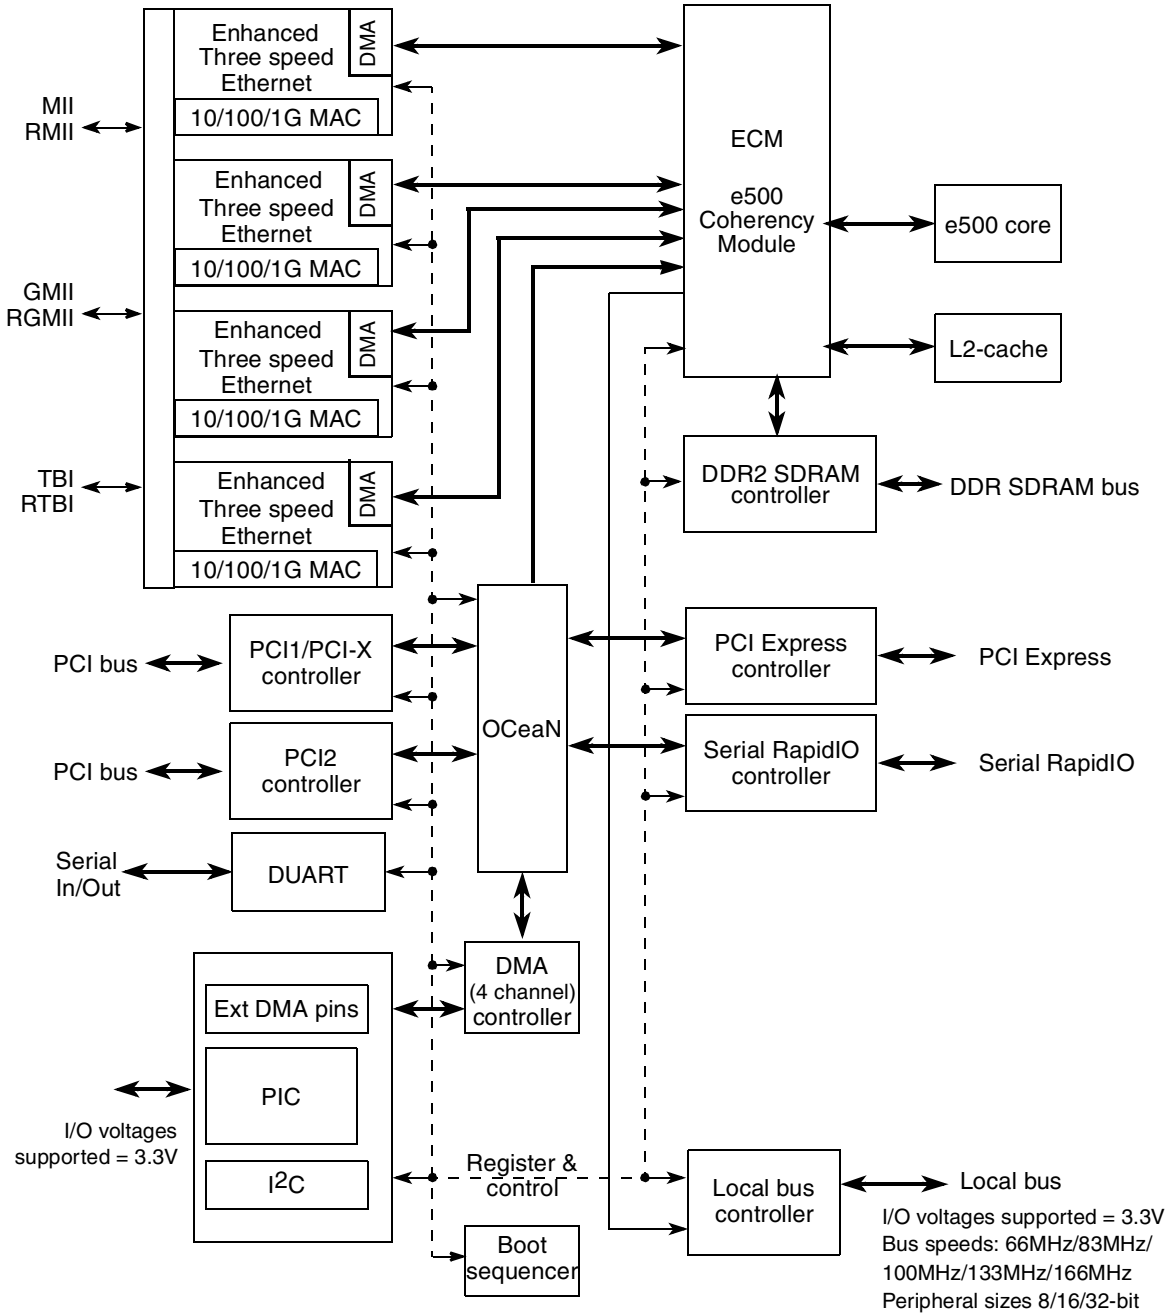 Enhanced
Three speed
Ethernet
DMA
10/100/1G MAC
MII
RMII
Enhanced
Three speed
Ethernet
DMA
10/100/1G MAC
GMII
RGMII
Enhanced
Three speed
Ethernet
DMA
10/100/1G MAC
TBI
RTBI
Enhanced
Three speed
Ethernet
DMA
10/100/1G MAC
ECM
e500
Coherency
Module
e500 core
L2-cache
DDR2 SDRAM
controller
DDR SDRAM bus
PCI bus
PCI1/PCI-X
controller
OCeaN
PCI Express
controller
PCI Express
PCI bus
PCI2
controller
Serial RapidIO
controller
Serial RapidIO
Serial
In/Out
DUART
DMA
(4 channel)
controller
Ext DMA pins
PIC
I2C
I/O voltages
supported = 3.3V
Register &
control
Boot
sequencer
Local bus
controller
Local bus
I/O voltages supported = 3.3V
Bus speeds: 66MHz/83MHz/
100MHz/133MHz/166MHz
Peripheral sizes 8/16/32-bit